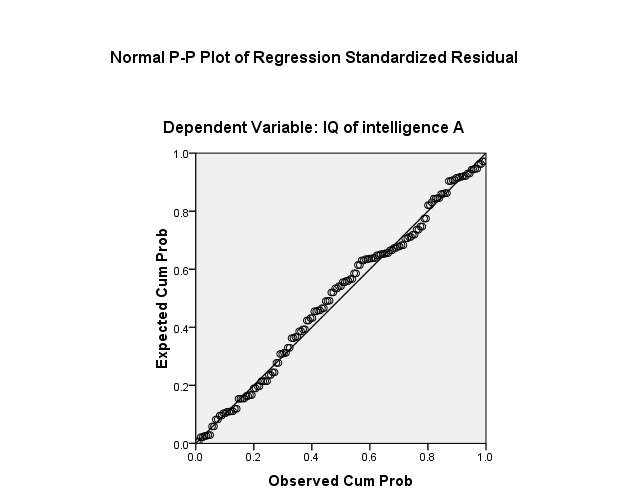 Normal P-P Plot of Regression Standardized Residual
Dependent Variable: IQ of intelligence A
Expected Cum Prob
1.0
0.8
0.6
0.4
0.2
0.0
0.0 0.2 0.4 0.6 0.8 1.0
Observed Cum Prob